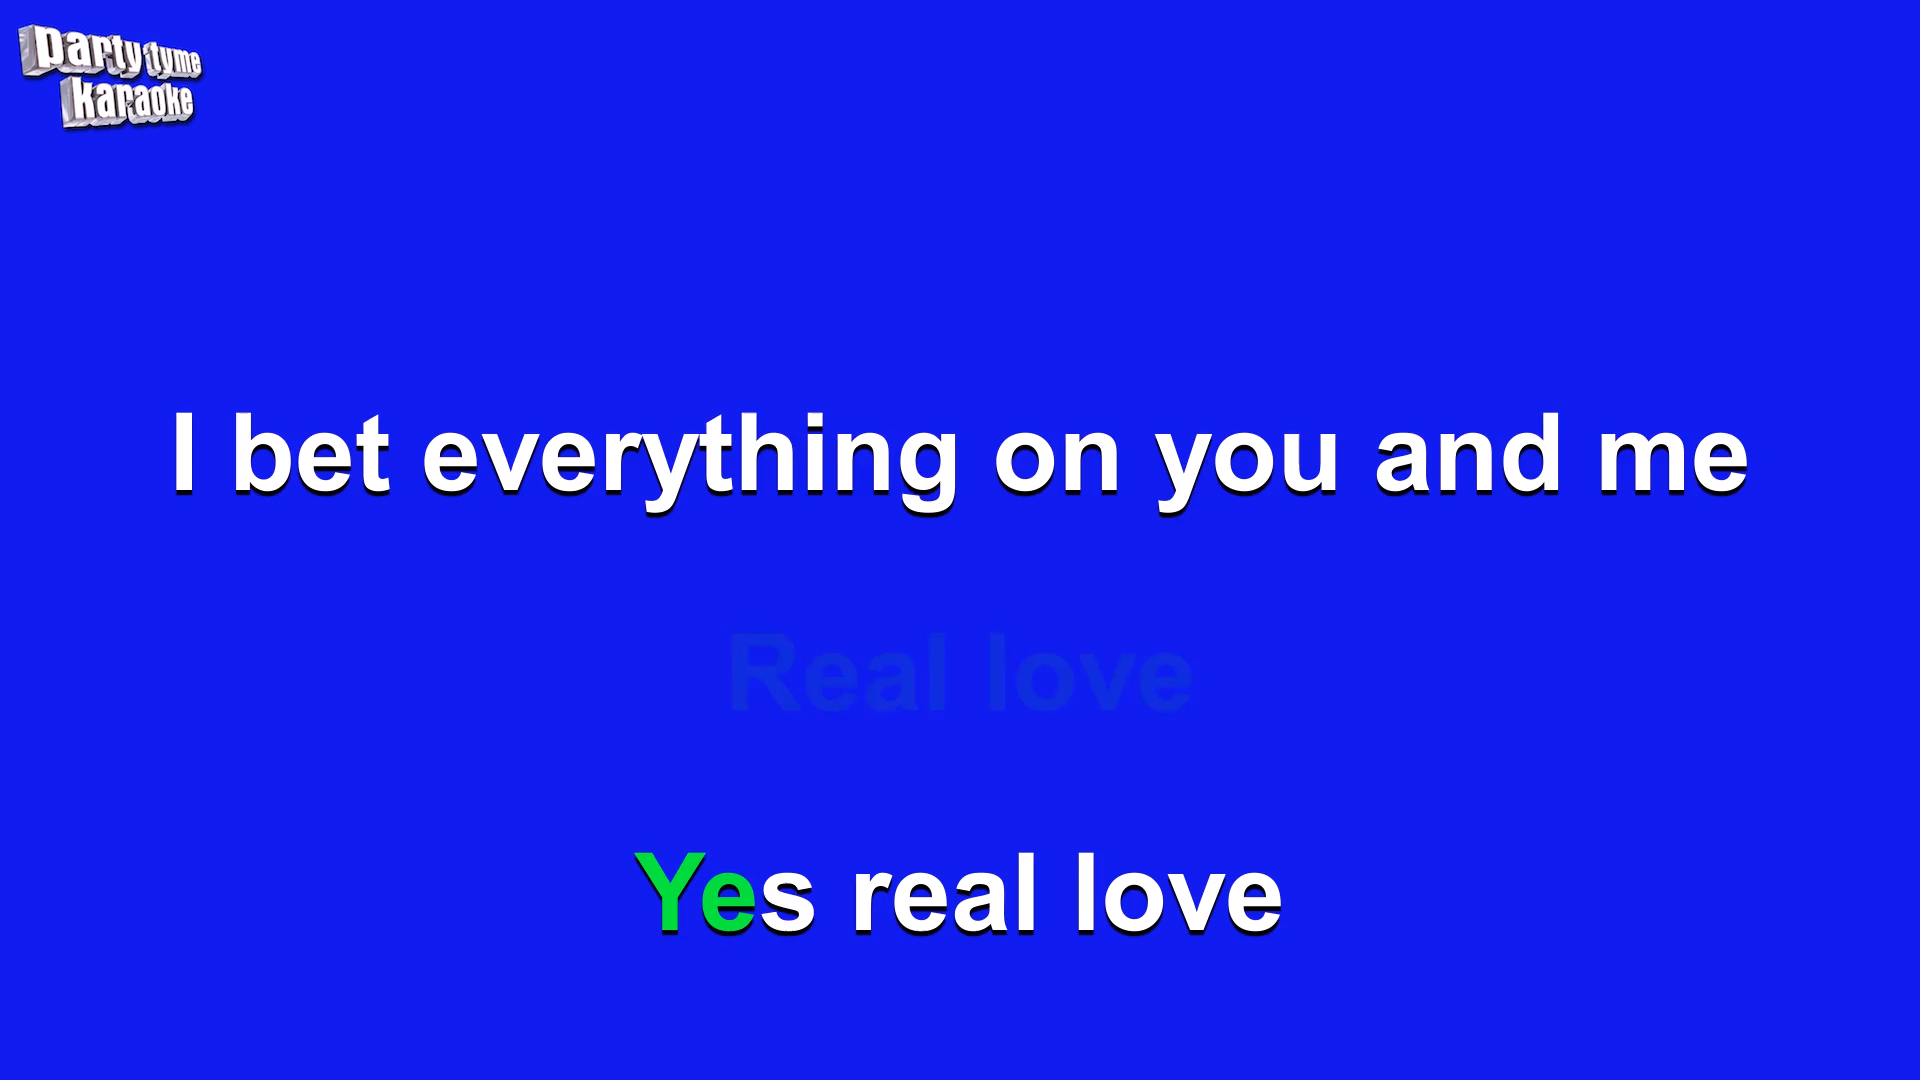 party tyme
karaoke
I bet everything on you and me
Real love
Yes real love